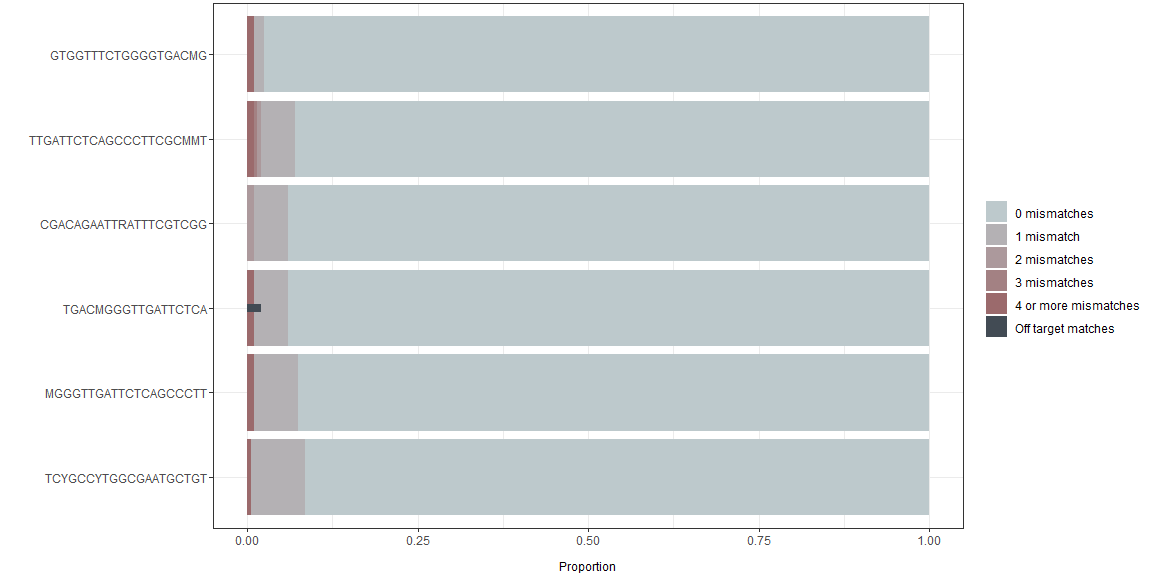 GTGGTTTCTGGGGTGACMG
TTGATTCTCAGCCCTTCGCMMT
CGACAGAATTRATTTCGTCGG
TGACMGGGTTGATTCTCA
MGGGTTGATTCTCAGCCCTT
TCYGCCYTGGCGAATGCTGT
0.00 0.25 0.50 0.75 1.00
Proportion
0 mismatches
1 mismatch
2 mismatches
3 mismatches
4 or more mismatches
Off target matches